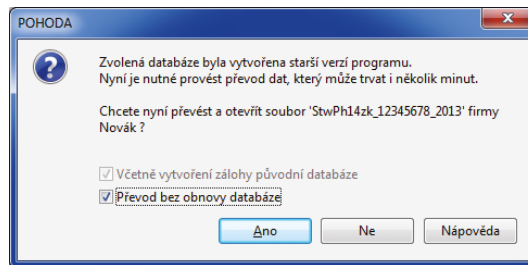 POHODA
Zvolená databáze byla vytvořena starší verzí programu.
Nyní je nutné provést převod dat, který může trvat i několik minut.
Chcete nyní převést a otevřít soubor 'StwPh14zk_12345678_2013' firmy
Novák ?
Včetně vytvoření zálohy původní databáze
Převod bez obnovy databáze
Ano
Ne
Nápověda